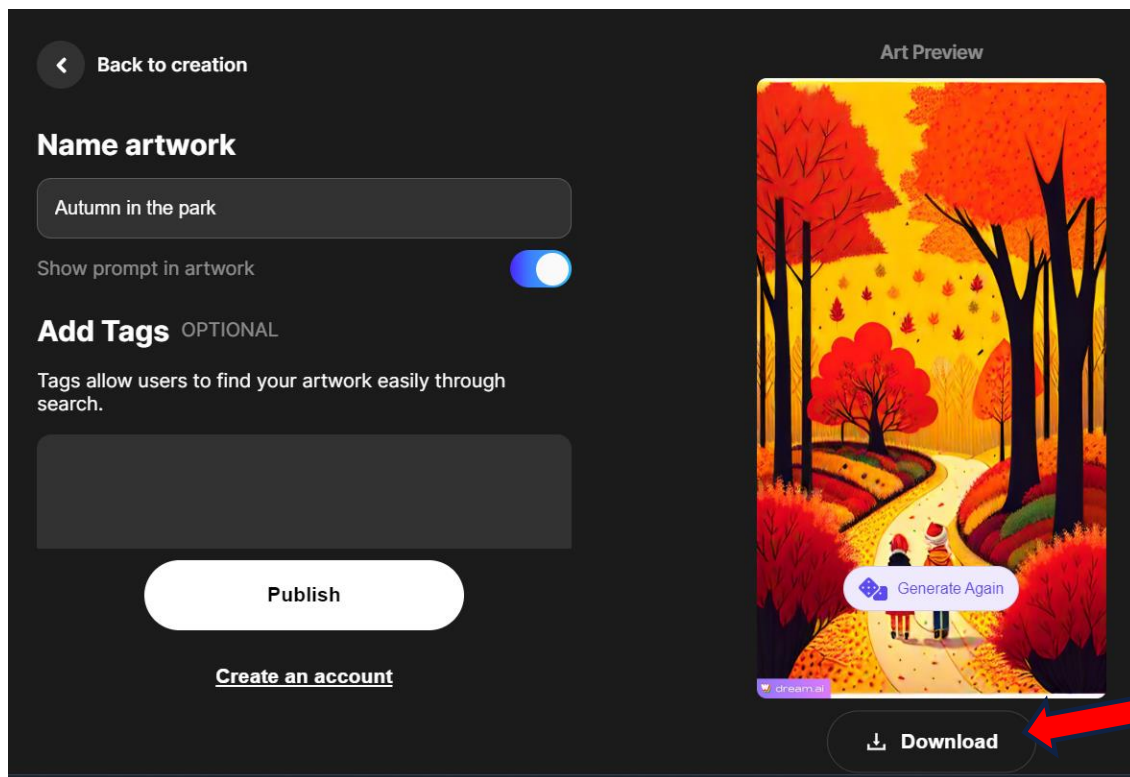 Back to creation
Name artwork
Autumn in the park
Show prompt in artwork
Add Tags OPTIONAL
Tags allow users to find your artwork easily through
search.
Publish
Create an account
Art Preview
Generate Again
dream.ai
Download